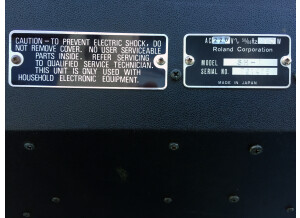 CAUTION-TO PREVENT ELECTRIC SHOCK, DO
NOT REMOVE COVER. NO USER SERVICEABLE
PARTS INSIDE. REFER SERVICING
TO QUALIFIED SERVICE TECHNICIAN.
THIS UNIT IS ONLY USED WITH
HOUSEHOLD ELECTRONIC EQUIPMENT.
AC W
Roland Corporation
MODEL
SERIAL NO
MADE IN JAPAN